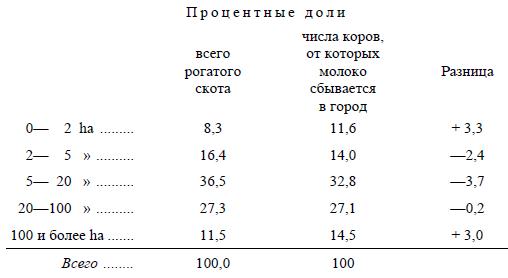 Процентные доли
всего рогатого скота числа коров, от которых молоко сбывается в город Разница
0— 2 ha ......... 8,3 11,6 + 3,3
2— 5 » .......... 16,4 14,0 —2,4
5— 20 » .......... 36,5 32,8 —3,7
20—100 » .......... 27,3 27,1 —0,2
100 и более ha ....... 11,5 14,5 + 3,0
Всего ........ 100,0 100